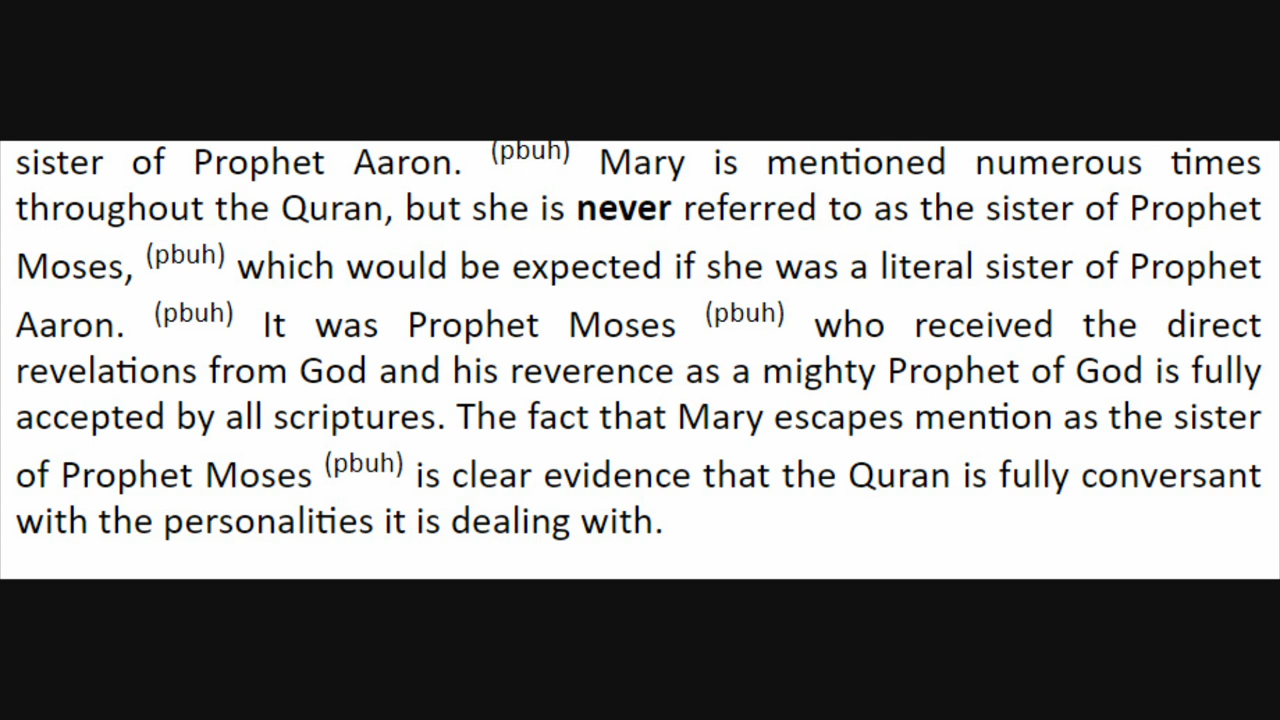 sister of Prophet Aaron. (pbuh) Mary is mentioned numerous times
throughout the Quran, but she is never referred to as the sister of Prophet
Moses, (pbuh) which would be expected if she was a literal sister of Prophet
Aaron. (pbuh) It was Prophet Moses (pbuh) who received the direct
revelations from God and his reverence as a mighty Prophet of God is fully
accepted by all scriptures. The fact that Mary escapes mention as the sister
of Prophet Moses (pbuh) is clear evidence that the Quran is fully conversant
with the personalities it is dealing with.